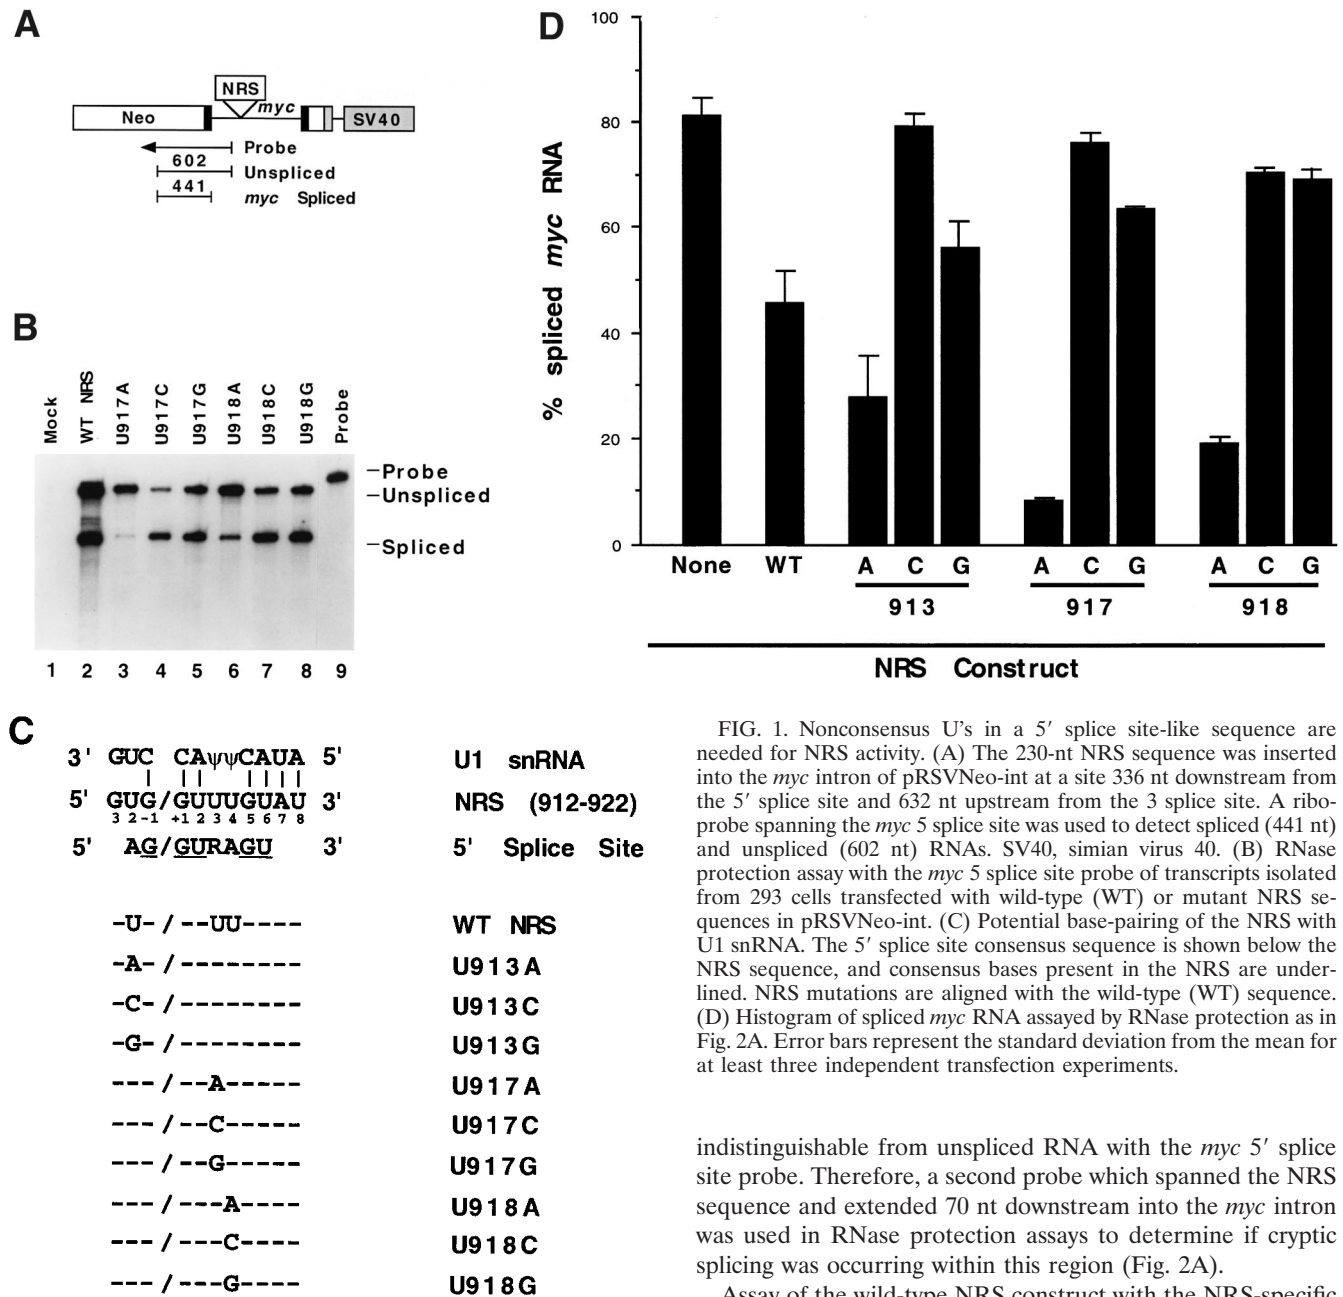 A
NRS
myc
Neo
SV40
Probe
602
Unspliced
441
myc Spliced
B
Mock
WT NRS
U917A
U917C
U917G
U918A
U918C
U918G
Probe
Probe
Unspliced
Spliced
1 2 3 4 5 6 7 8 9
C
3' GUC CAψψCAUA 5' U1 snRNA
5' GUG/GUUUGUAU 3' NRS (912-922)
3 2 -1 +1 2 3 4 5 6 7 8
5' AG/GURAGU 3' 5' Splice Site
-U- / --UU---- WT NRS
-A- / -------- U913A
-C- / -------- U913C
-G- / -------- U913G
--- / --A----- U917A
--- / --C----- U917C
--- / --G----- U917G
--- / ---A---- U918A
--- / ---C---- U918C
--- / ---G---- U918G
D
% spliced myc RNA
100
80
60
40
20
0
None WT A C G A C G A C G
913 917 918
NRS Construct
FIG. 1. Nonconsensus U's in a 5′ splice site-like sequence are
needed for NRS activity. (A) The 230-nt NRS sequence was inserted
into the myc intron of pRSVNeo-int at a site 336 nt downstream from
the 5′ splice site and 632 nt upstream from the 3 splice site. A ribo-
probe spanning the myc 5 splice site was used to detect spliced (441 nt)
and unspliced (602 nt) RNAs. SV40, simian virus 40. (B) RNase
protection assay with the myc 5 splice site probe of transcripts isolated
from 293 cells transfected with wild-type (WT) or mutant NRS se-
quences in pRSVNeo-int. (C) Potential base-pairing of the NRS with
U1 snRNA. The 5′ splice site consensus sequence is shown below the
NRS sequence, and consensus bases present in the NRS are under-
lined. NRS mutations are aligned with the wild-type (WT) sequence.
(D) Histogram of spliced myc RNA assayed by RNase protection as in
Fig. 2A. Error bars represent the standard deviation from the mean for
at least three independent transfection experiments.
indistinguishable from unspliced RNA with the myc 5′ splice
site probe. Therefore, a second probe which spanned the NRS
sequence and extended 70 nt downstream into the myc intron
was used in RNase protection assays to determine if cryptic
splicing was occurring within this region (Fig. 2A).
Assay of the wild-type NRS construct with the NRS-specific